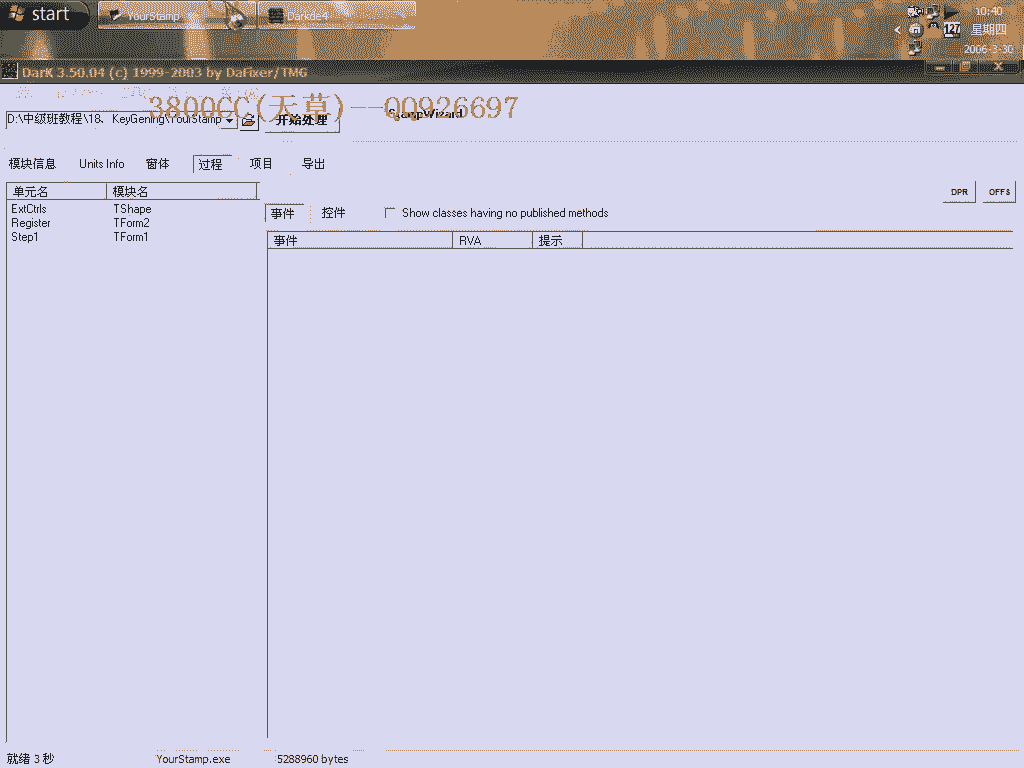 start
YourStamp
Darkde4
10:40
127
星期四
2006-3-30
DarK 3.50.04 (c) 1999-2003 by DaFixer/TMG
3800CC(天草)--QQ926697
D:\中级班教程\18、KeyGening\YourStamp
开始处理
StampWizard
模块信息
Units Info
窗体
过程
项目
导出
单元名 模块名
ExtCtrls TShape
Register TForm2
Step1 TForm1
DPR
OFFS
事件
控件
Show classes having no published methods
事件 RVA 提示
就绪 3 秒
YourStamp.exe
5288960 bytes